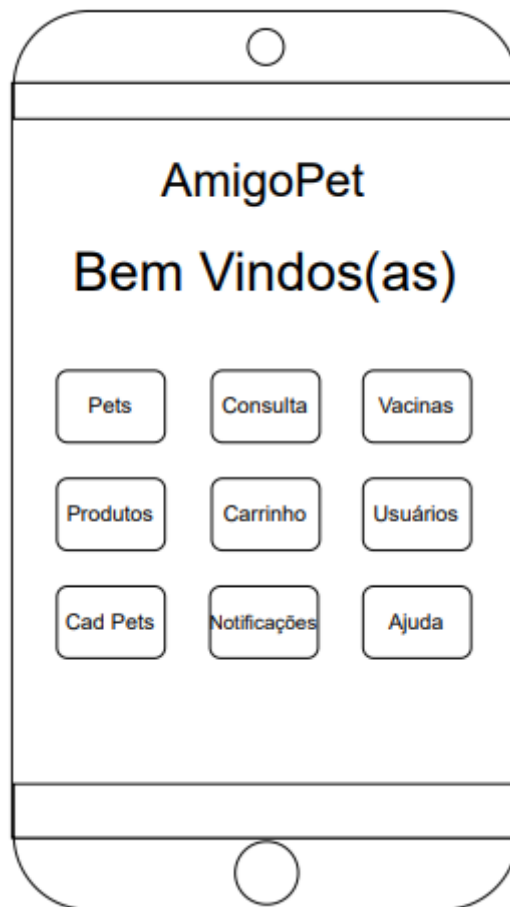 AmigoPet
Bem Vindos(as)
Pets Consulta Vacinas
Produtos Carrinho Usuários
Cad Pets Notificações Ajuda